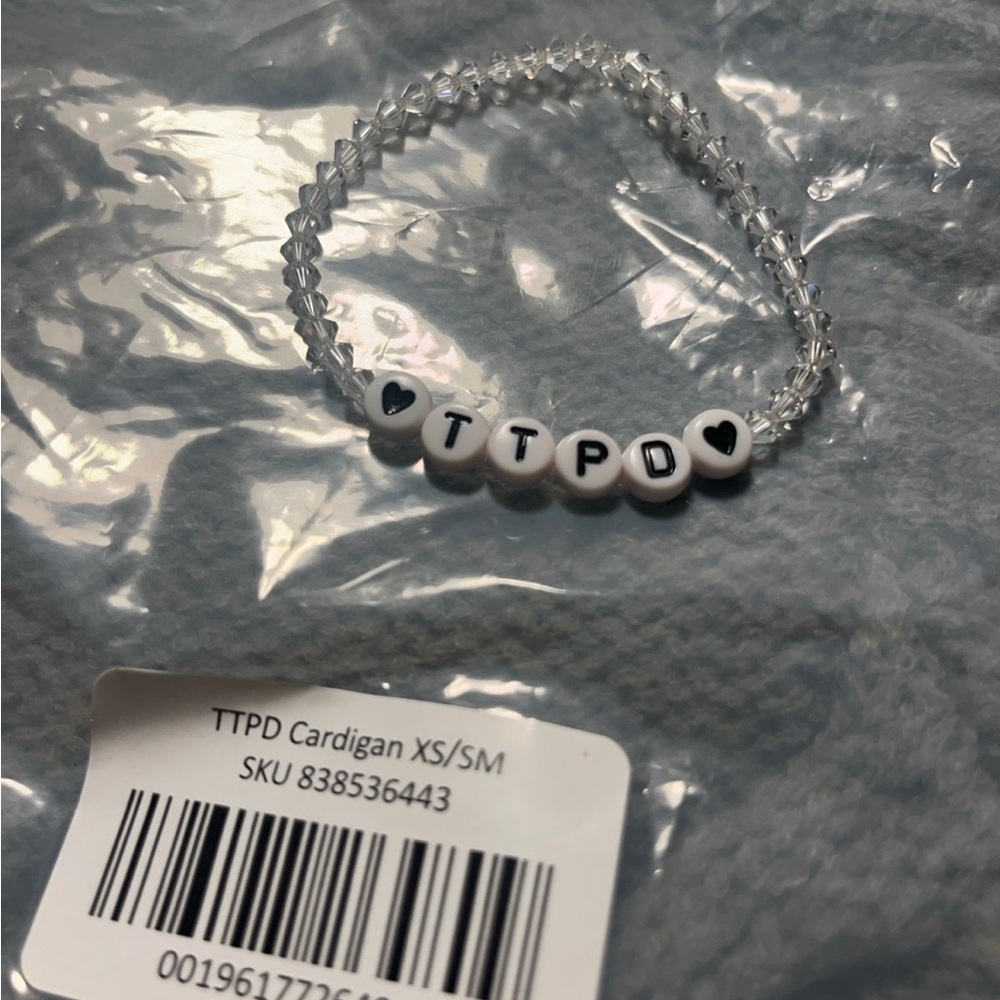 ♥TTPD♥
TTPD Cardigan XS/SM
SKU 838536443